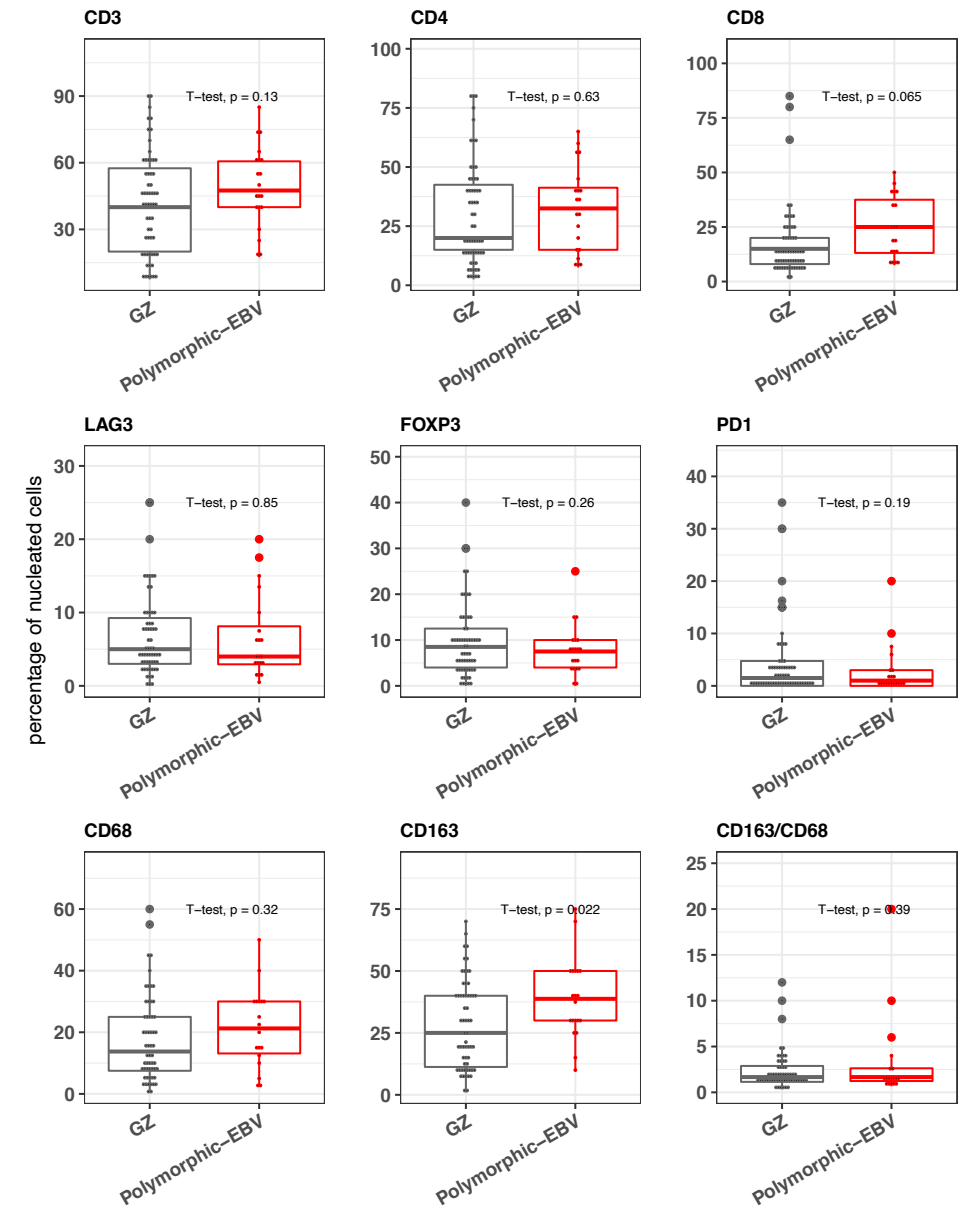 CD3
CD4
CD8
90
60
30
T−test, p = 0.13
GZ
Polymorphic−EBV
100
75
50
25
0
T−test, p = 0.63
GZ
Polymorphic−EBV
100
75
50
25
0
T−test, p = 0.065
GZ
Polymorphic−EBV
percentage of nucleated cells
LAG3
FOXP3
PD1
30
20
10
0
T−test, p = 0.85
GZ
Polymorphic−EBV
50
40
30
20
10
0
T−test, p = 0.26
GZ
Polymorphic−EBV
40
30
20
10
0
T−test, p = 0.19
GZ
Polymorphic−EBV
CD68
CD163
CD163/CD68
60
40
20
0
T−test, p = 0.32
GZ
Polymorphic−EBV
75
50
25
0
T−test, p = 0.022
GZ
Polymorphic−EBV
25
20
15
10
5
0
T−test, p = 0.39
GZ
Polymorphic−EBV